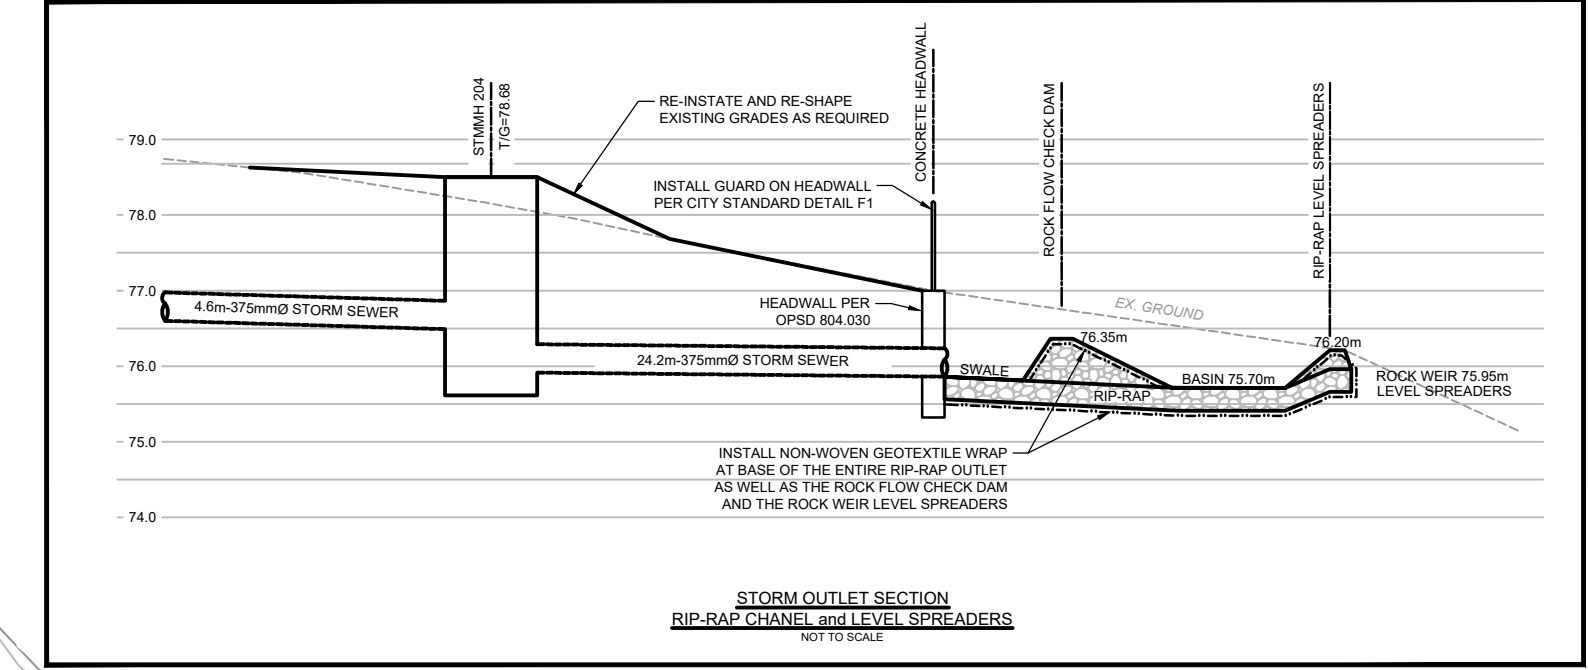 STMMH 204
T/G=78.68
CONCRETE HEADWALL
ROCK FLOW CHECK DAM
RIP-RAP LEVEL SPREADERS
RE-INSTATE AND RE-SHAPE
EXISTING GRADES AS REQUIRED
79.0
INSTALL GUARD ON HEADWALL
PER CITY STANDARD DETAIL F1
78.0
77.0
4.6m-375mmØ STORM SEWER
HEADWALL PER
OPSD 804.030
EX. GROUND
76.35m
76.20m
76.0
24.2m-375mmØ STORM SEWER
SWALE
BASIN 75.70m
ROCK WEIR 75.95m
LEVEL SPREADERS
RIP-RAP
75.0
INSTALL NON-WOVEN GEOTEXTILE WRAP
AT BASE OF THE ENTIRE RIP-RAP OUTLET
AS WELL AS THE ROCK FLOW CHECK DAM
AND THE ROCK WEIR LEVEL SPREADERS
74.0
STORM OUTLET SECTION
RIP-RAP CHANEL and LEVEL SPREADERS
NOT TO SCALE